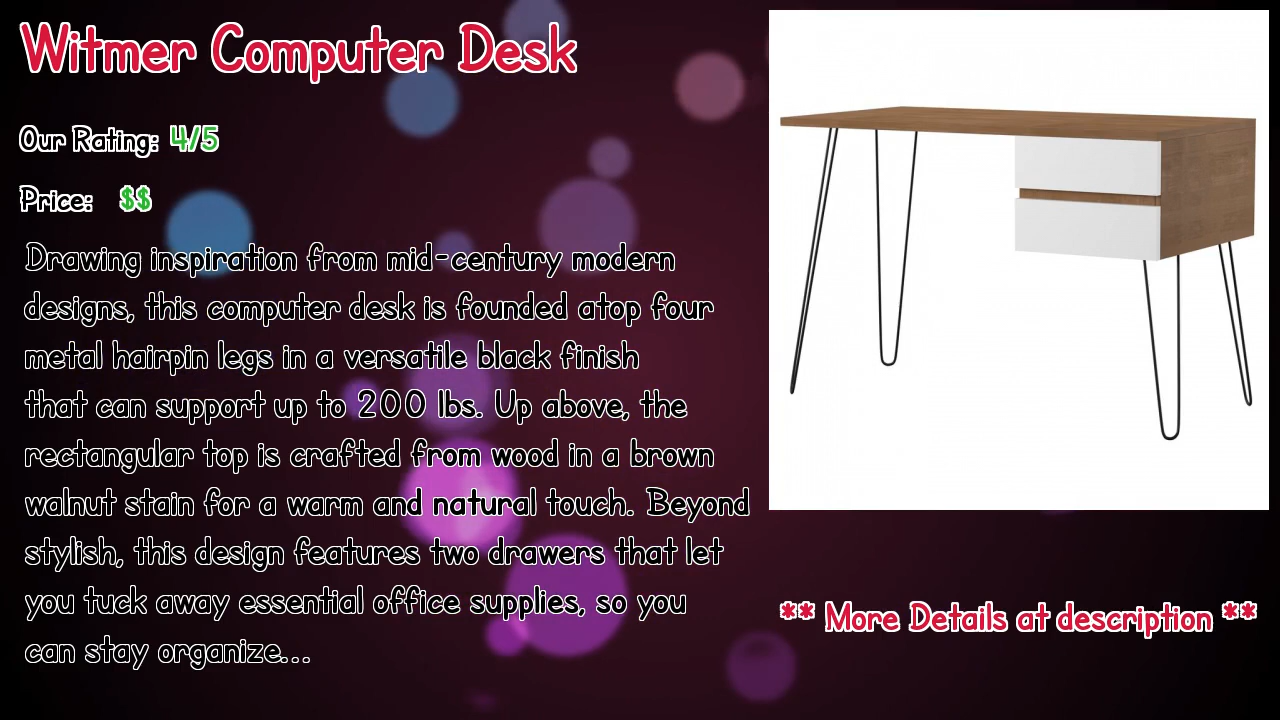 Witmer Computer Desk
Our Rating: 4/5
Price: $$
Drawing inspiration from mid-century modern
designs, this computer desk is founded atop four
metal hairpin legs in a versatile black finish
that can support up to 200 lbs. Up above, the
rectangular top is crafted from wood in a brown
walnut stain for a warm and natural touch. Beyond
stylish, this design features two drawers that let
you tuck away essential office supplies, so you
can stay organize...
** More Details at description **